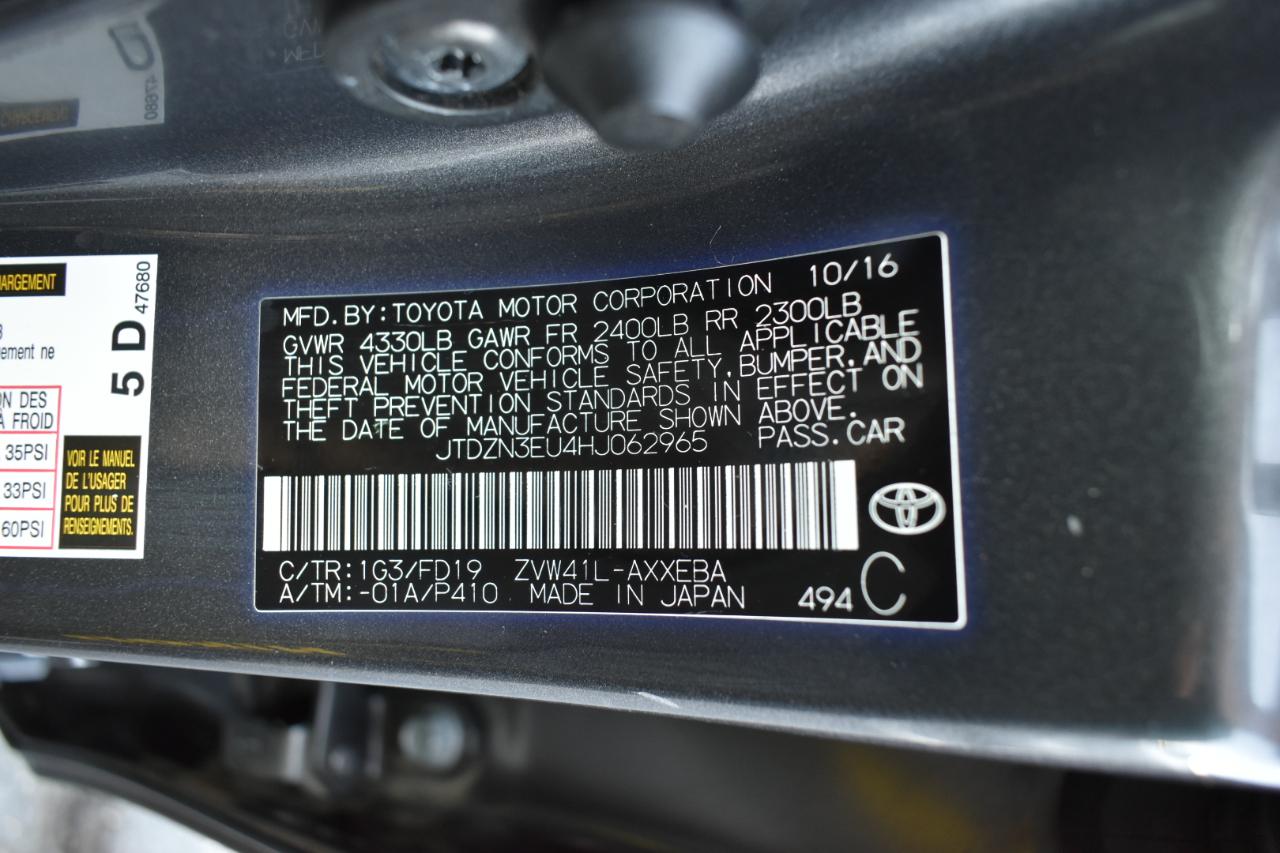 MFD.BY:TOYOTA MOTOR CORPORATION 10/16
GVWR 4330LB GAWR FR 2400LB RR 2300LB
THIS VEHICLE CONFORMS TO ALL APPLICABLE
FEDERAL MOTOR VEHICLE SAFETY,BUMPER,AND
THEFT PREVENTION STANDARDS IN EFFECT ON
THE DATE OF MANUFACTURE SHOWN ABOVE.
JTDZN3EU4HJ062965 PASS.CAR
C/TR:1G3/FD19 ZVW41L-AXXEBA
A/TM:-01A/P410 MADE IN JAPAN 494 C
5 D 47680
35PSI
33PSI
60PSI
ON DES
À FROID
VOIR LE MANUEL
DE L'USAGER
POUR PLUS DE
RENSEIGNEMENTS.